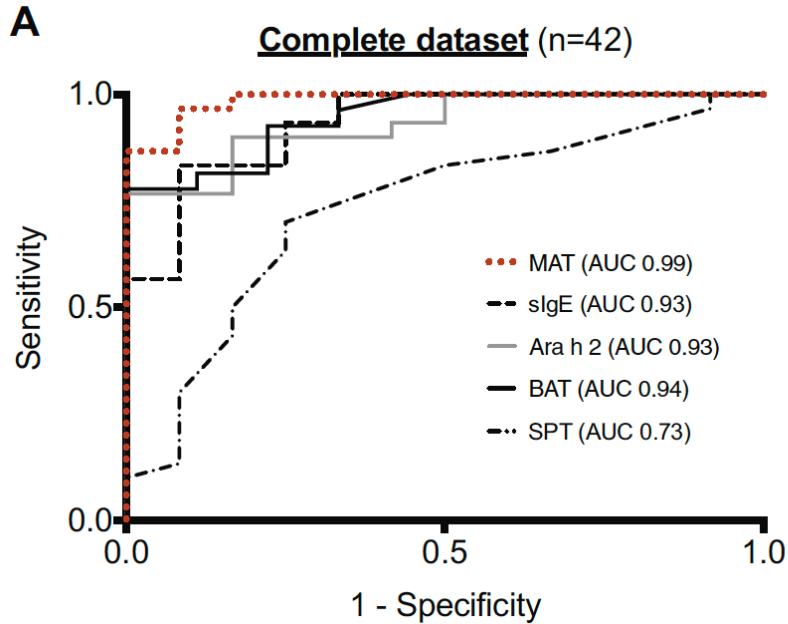 A
Complete dataset (n=42)
1.0
0.5
0.0
Sensitivity
MAT (AUC 0.99)
sIgE (AUC 0.93)
Ara h 2 (AUC 0.93)
BAT (AUC 0.94)
SPT (AUC 0.73)
0.0 0.5 1.0
1 - Specificity